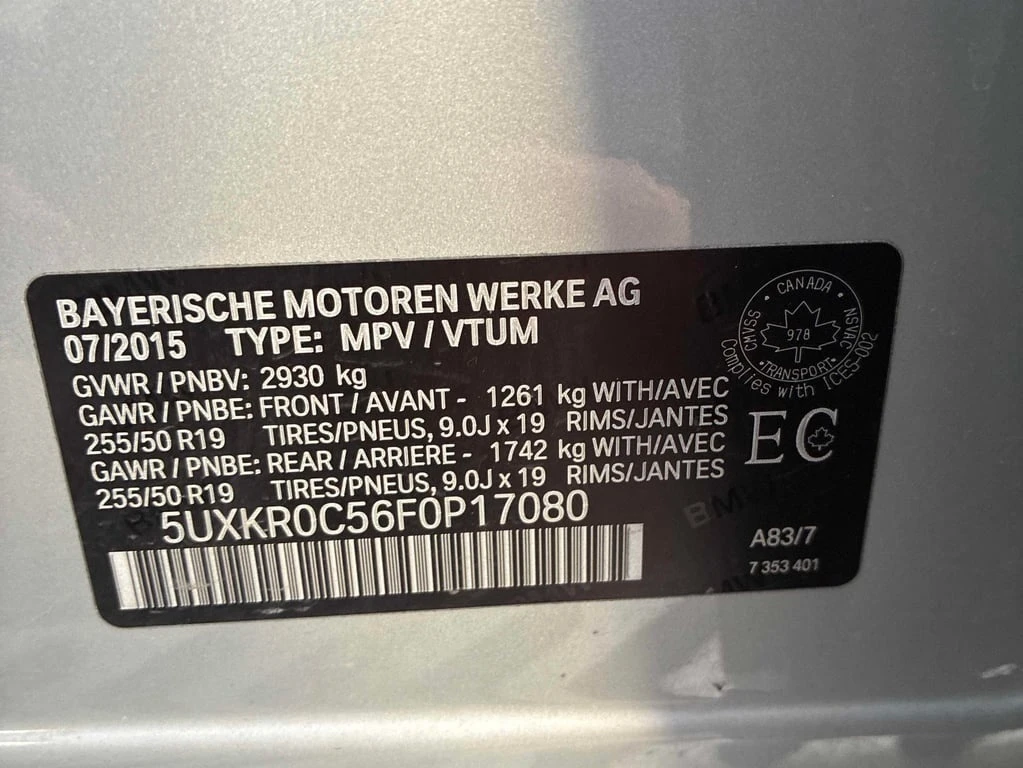 BAYERISCHE MOTOREN WERKE AG
07/2015 TYPE: MPV / VTUM
GVWR / PNBV: 2930 kg
GAWR / PNBE: FRONT / AVANT - 1261 kg WITH/AVEC
255/50 R19 TIRES/PNEUS, 9.0J x 19 RIMS/JANTES
GAWR / PNBE: REAR / ARRIERE - 1742 kg WITH/AVEC
255/50 R19 TIRES/PNEUS, 9.0J x 19 RIMS/JANTES
5UXKR0C56F0P17080
CANADA
CMVSS
NSVAC
978
TRANSPORT
Complies with ICES-002
EC
A83/7
7 353 401